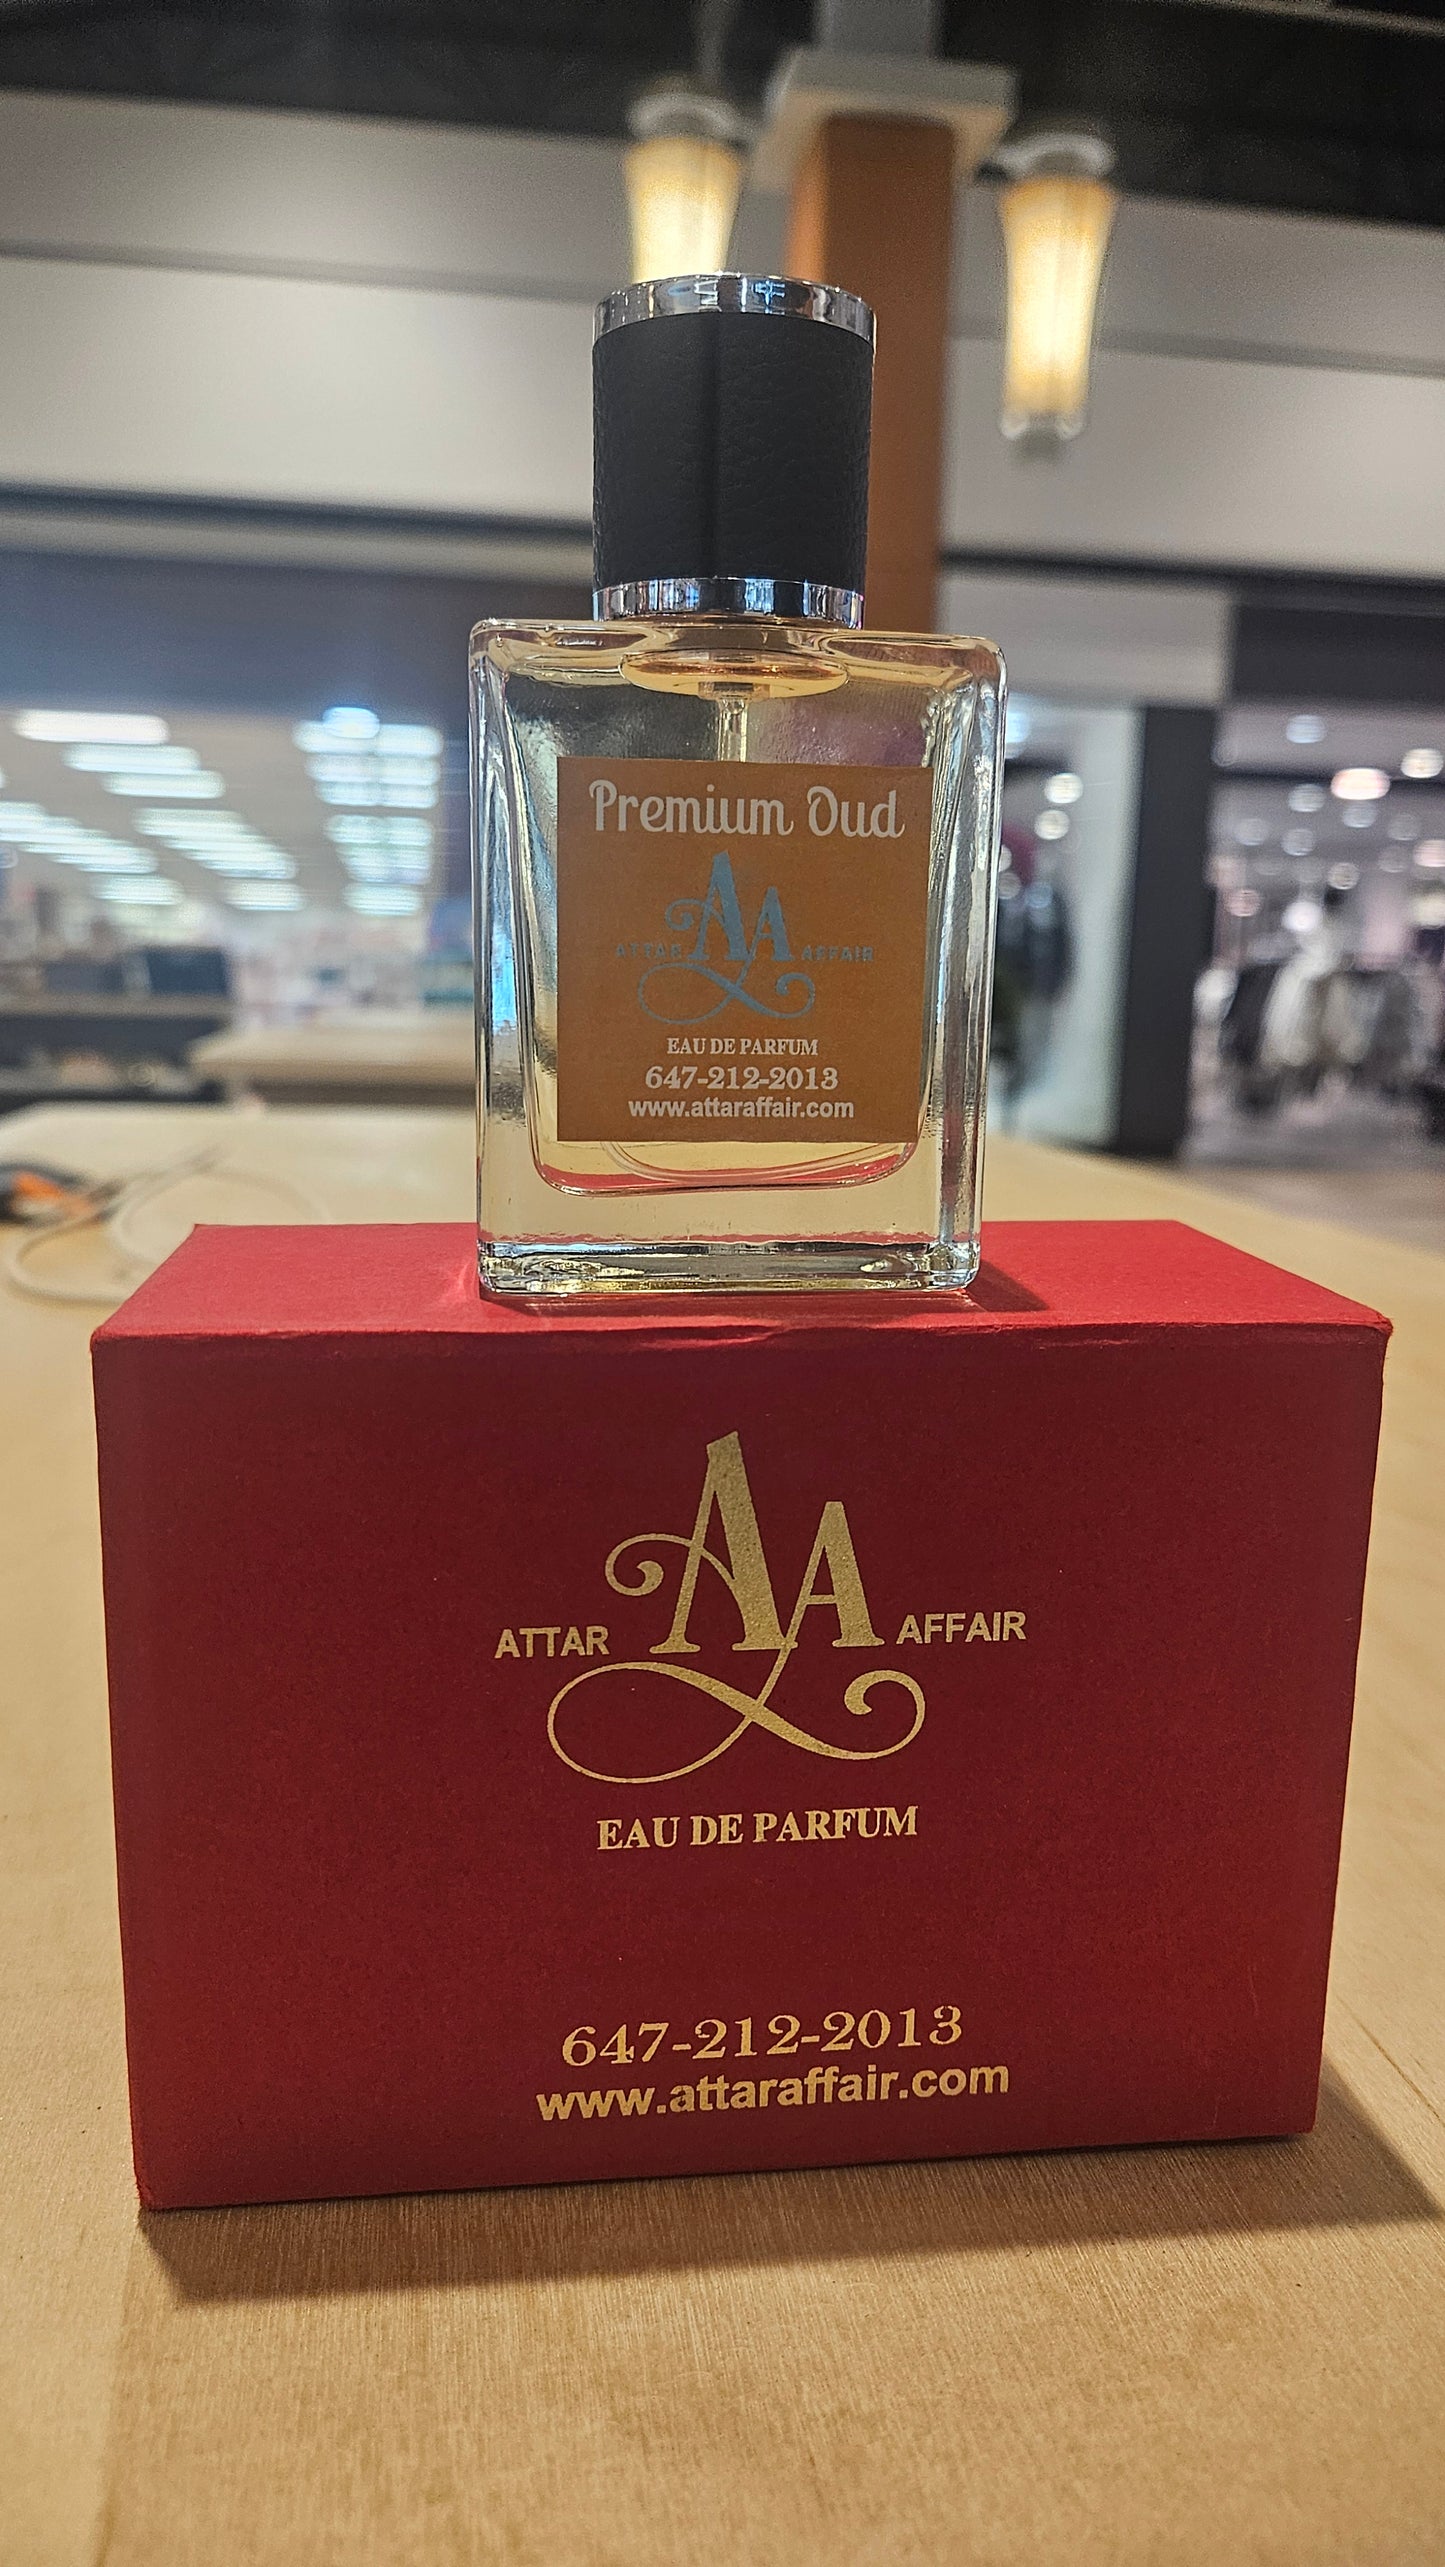 Premium Oud
AA
ATTAR AFFAIR
EAU DE PARFUM
647-212-2013
www.attaraffair.com
AA
ATTAR AFFAIR
EAU DE PARFUM
647-212-2013
www.attaraffair.com